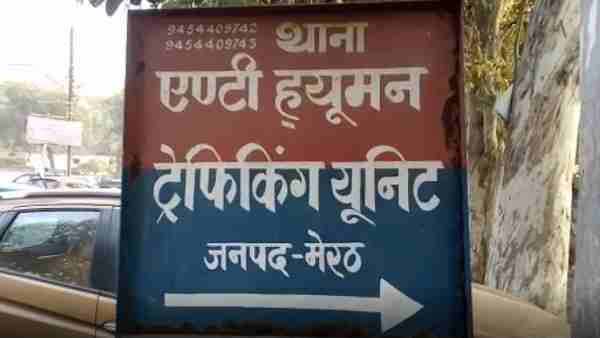 9454409742
9454409743 थाना
एण्टी ह्यूमन
ट्रेफिकिंग यूनिट
जनपद-मेरठ